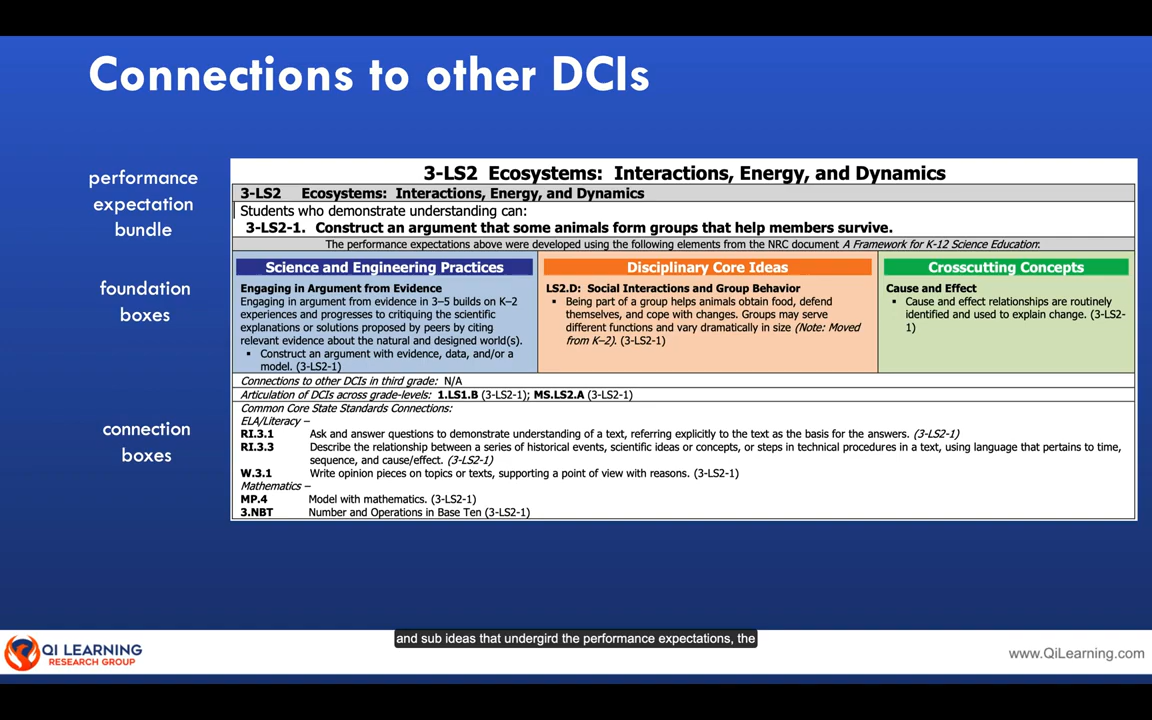 Connections to other DCIs
performance
expectation
bundle
foundation
boxes
connection
boxes
3-LS2 Ecosystems: Interactions, Energy, and Dynamics
3-LS2 Ecosystems: Interactions, Energy, and Dynamics
Students who demonstrate understanding can:
3-LS2-1. Construct an argument that some animals form groups that help members survive.
The performance expectations above were developed using the following elements from the NRC document A Framework for K-12 Science Education.
Science and Engineering Practices
Engaging in Argument from Evidence
Engaging in argument from evidence in 3–5 builds on K–2
experiences and progresses to critiquing the scientific
explanations or solutions proposed by peers by citing
relevant evidence about the natural and designed world(s).
▪ Construct an argument with evidence, data, and/or a
model. (3-LS2-1)
Disciplinary Core Ideas
LS2.D: Social Interactions and Group Behavior
▪ Being part of a group helps animals obtain food, defend
themselves, and cope with changes. Groups may serve
different functions and vary dramatically in size (Note: Moved
from K–2). (3-LS2-1)
Crosscutting Concepts
Cause and Effect
▪ Cause and effect relationships are routinely
identified and used to explain change. (3-LS2-
1)
Connections to other DCIs in third grade: N/A
Articulation of DCIs across grade-levels: 1.LS1.B (3-LS2-1); MS.LS2.A (3-LS2-1)
Common Core State Standards Connections:
ELA/Literacy –
RI.3.1 Ask and answer questions to demonstrate understanding of a text, referring explicitly to the text as the basis for the answers. (3-LS2-1)
RI.3.3 Describe the relationship between a series of historical events, scientific ideas or concepts, or steps in technical procedures in a text, using language that pertains to time,
sequence, and cause/effect. (3-LS2-1)
W.3.1 Write opinion pieces on topics or texts, supporting a point of view with reasons. (3-LS2-1)
Mathematics –
MP.4 Model with mathematics. (3-LS2-1)
3.NBT Number and Operations in Base Ten (3-LS2-1)
and sub ideas that undergird the performance expectations, the
QI LEARNING
RESEARCH GROUP
www.QiLearning.com